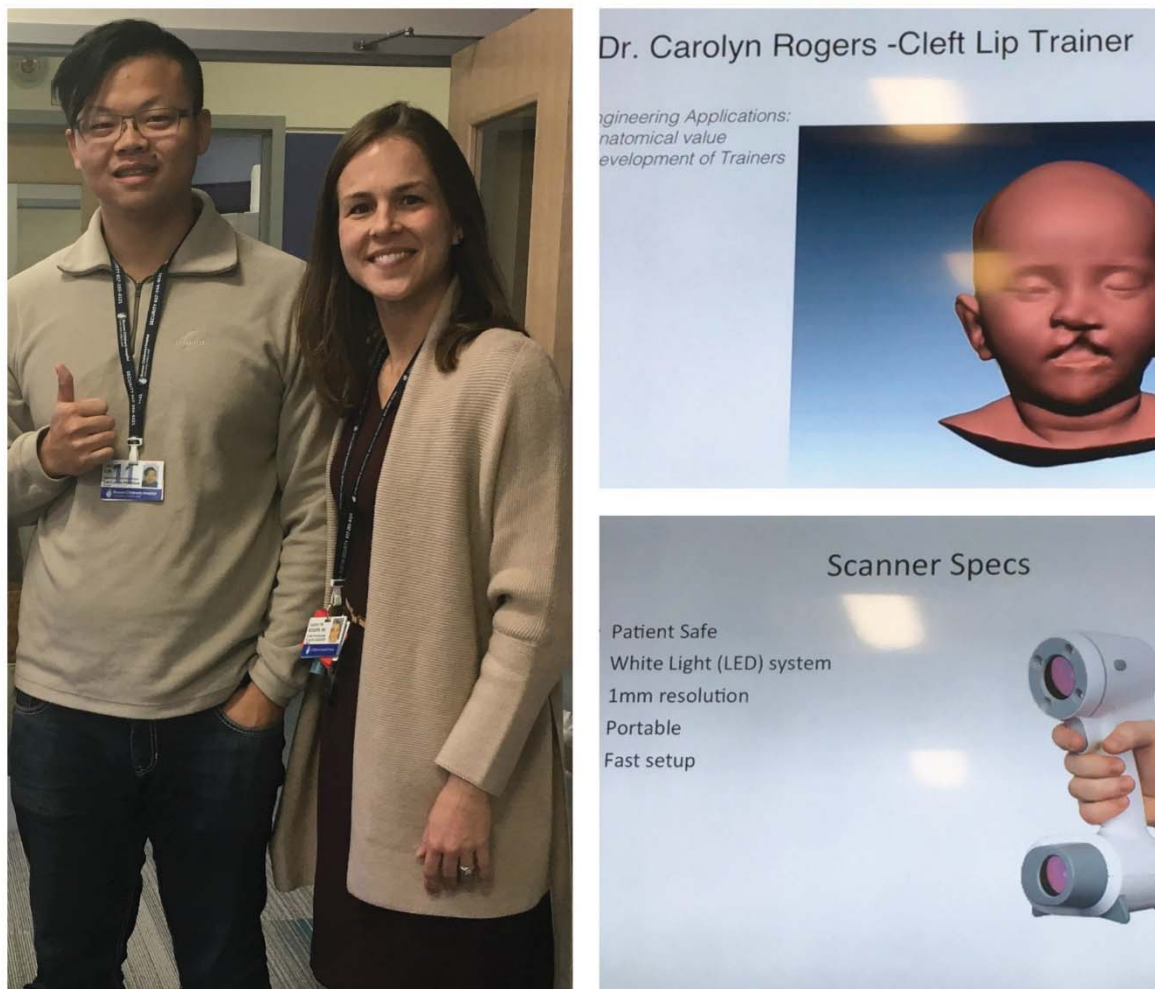 Dr. Carolyn Rogers -Cleft Lip Trainer
gineering Applications:
natomical value
evelopment of Trainers
Scanner Specs
Patient Safe
White Light (LED) system
1mm resolution
Portable
Fast setup